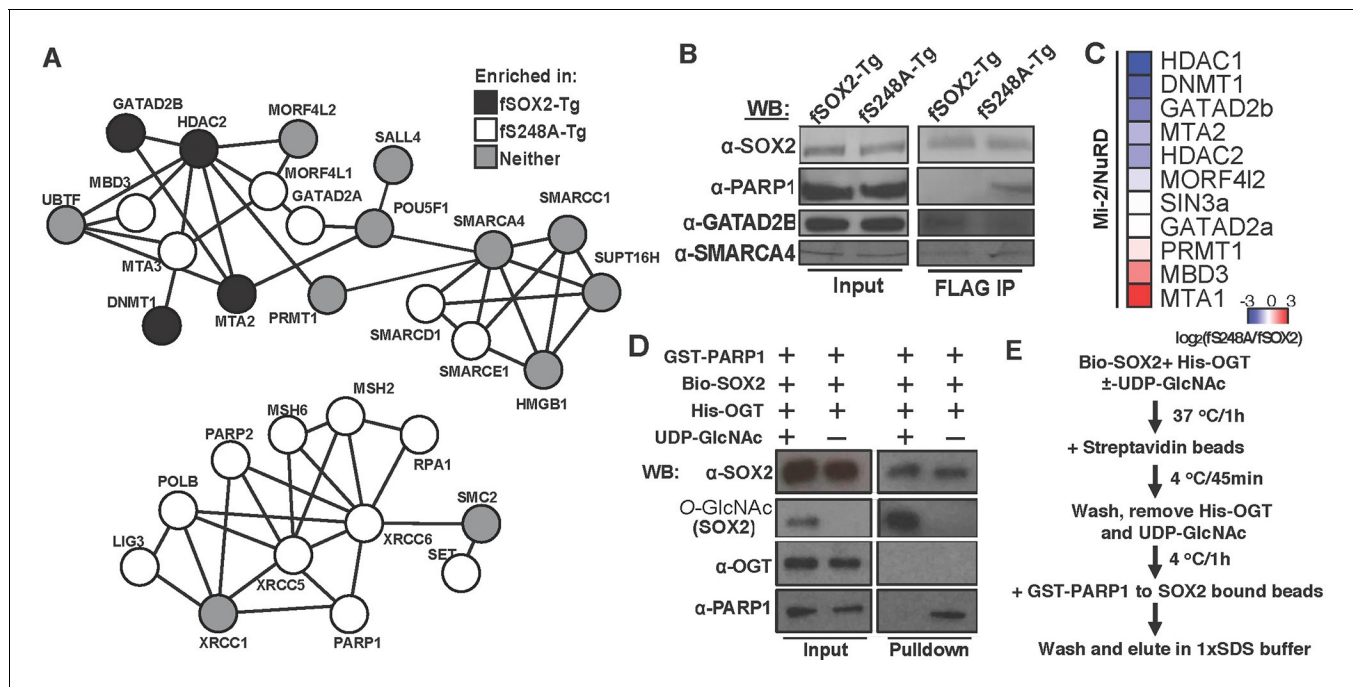 A
Enriched in:
fSOX2-Tg
fS248A-Tg
Neither
GATAD2B
HDAC2
MORF4L2
SALL4
MBD3
MORF4L1
GATAD2A
UBTF
POU5F1
SMARCA4
SMARCC1
SUPT16H
MTA3
DNMT1
MTA2
PRMT1
SMARCD1
SMARCE1
HMGB1
MSH2
MSH6
PARP2
RPA1
POLB
SMC2
XRCC6
LIG3
SET
XRCC5
XRCC1
PARP1
B
fSOX2-Tg
fS248A-Tg
fSOX2-Tg
fS248A-Tg
WB:
α-SOX2
α-PARP1
α-GATAD2B
α-SMARCA4
Input
FLAG IP
C
Mi-2/NuRD
HDAC1
DNMT1
GATAD2b
MTA2
HDAC2
MORF4l2
SIN3a
GATAD2a
PRMT1
MBD3
MTA1
-3 0 3
log2(fS248A/fSOX2)
D
GST-PARP1 + + + +
Bio-SOX2 + + + +
His-OGT + + + +
UDP-GlcNAc + − + −
WB: α-SOX2
O-GlcNAc
(SOX2)
α-OGT
α-PARP1
Input
Pulldown
E
Bio-SOX2+ His-OGT
±-UDP-GlcNAc
37 °C/1h
+ Streptavidin beads
4 °C/45min
Wash, remove His-OGT
and UDP-GlcNAc
4 °C/1h
+ GST-PARP1 to SOX2 bound beads
Wash and elute in 1xSDS buffer